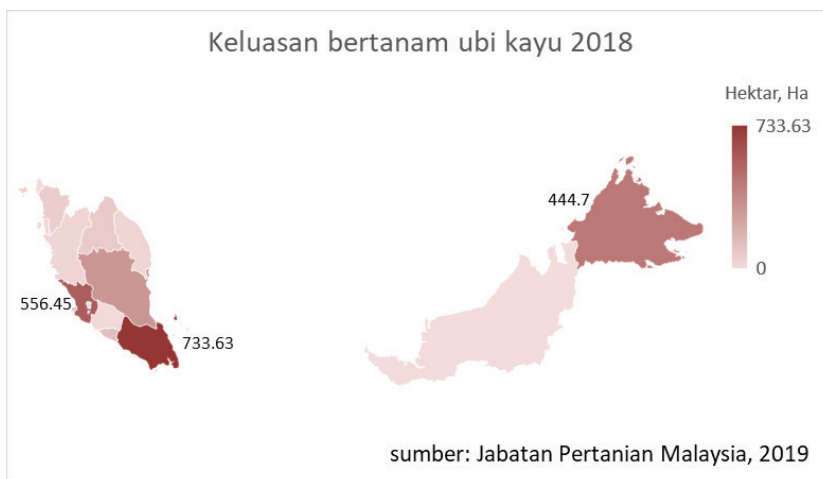 Keluasan bertanam ubi kayu 2018
Hektar, Ha
733.63
0
444.7
556.45
733.63
sumber: Jabatan Pertanian Malaysia, 2019